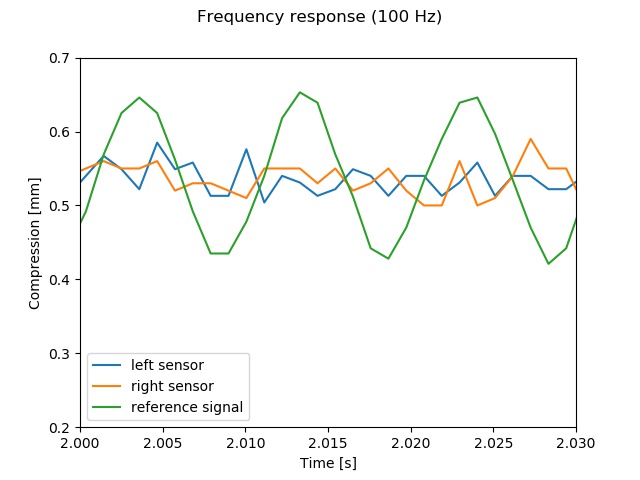 Frequency response (100 Hz)
0.7
0.6
0.5
0.4
0.3
0.2
Compression [mm]
left sensor
right sensor
reference signal
2.000 2.005 2.010 2.015 2.020 2.025 2.030
Time [s]